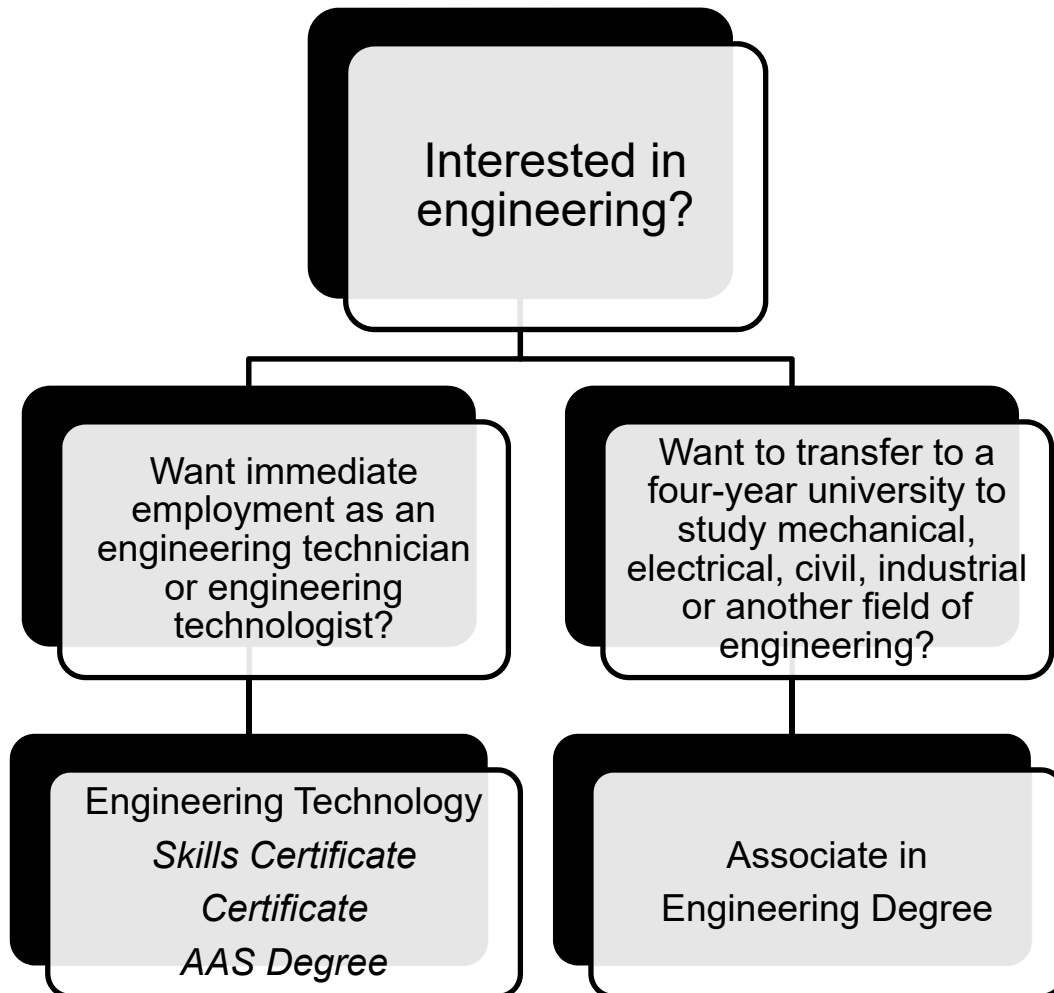 Interested in
engineering?
Want immediate
employment as an
engineering technician
or engineering
technologist?
Want to transfer to a
four-year university to
study mechanical,
electrical, civil, industrial
or another field of
engineering?
Engineering Technology
Skills Certificate
Certificate
AAS Degree
Associate in
Engineering Degree